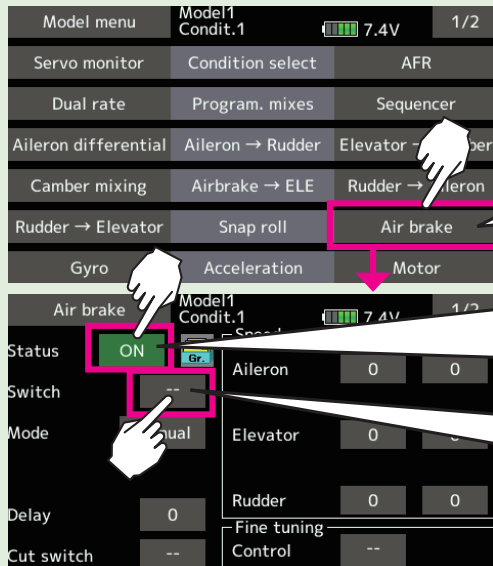 Model menu Model1 Condit.1 7.4V 1/2
Servo monitor Condition select AFR
Dual rate Program. mixes Sequencer
Aileron differential Aileron → Rudder Elevator
Camber mixing Airbrake → ELE Rudder →
Rudder → Elevator Snap roll Air brake
Gyro Acceleration Motor
Air brake Model1 Condit.1 7.4V 1/2
Status ON Gr.
Aileron 0 0
Switch --
Mode Elevator 0
Rudder 0 0
Delay 0
Fine tuning
Cut switch -- Control --